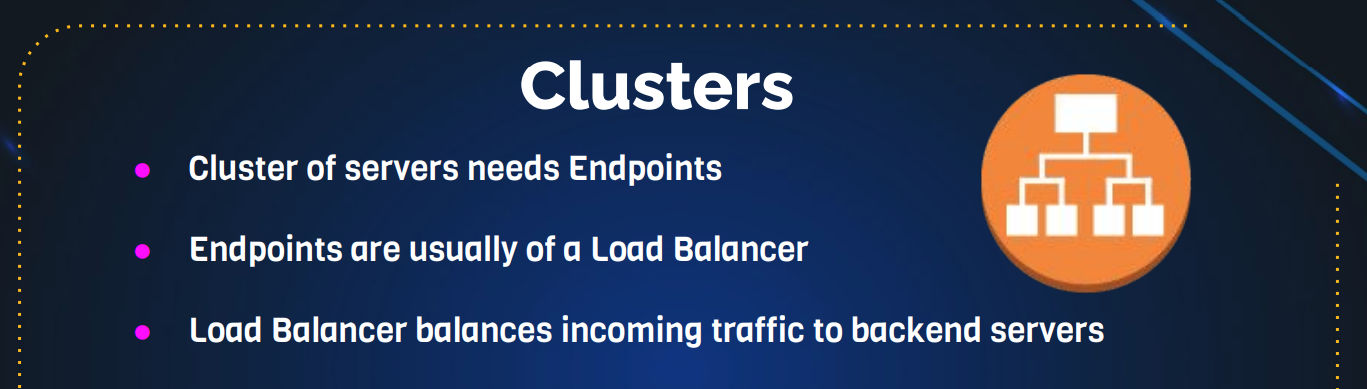 Clusters
Cluster of servers needs Endpoints
Endpoints are usually of a Load Balancer
Load Balancer balances incoming traffic to backend servers